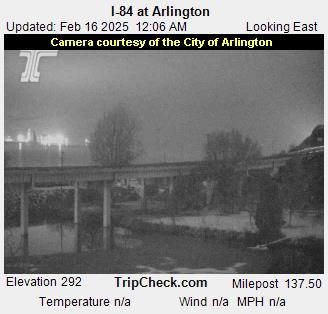 I-84 at Arlington
Updated: Feb 16 2025 12:06 AM Looking East
Camera courtesy of the City of Arlington
Elevation 292 TripCheck.com Milepost 137.50
Temperature n/a Wind n/a MPH n/a